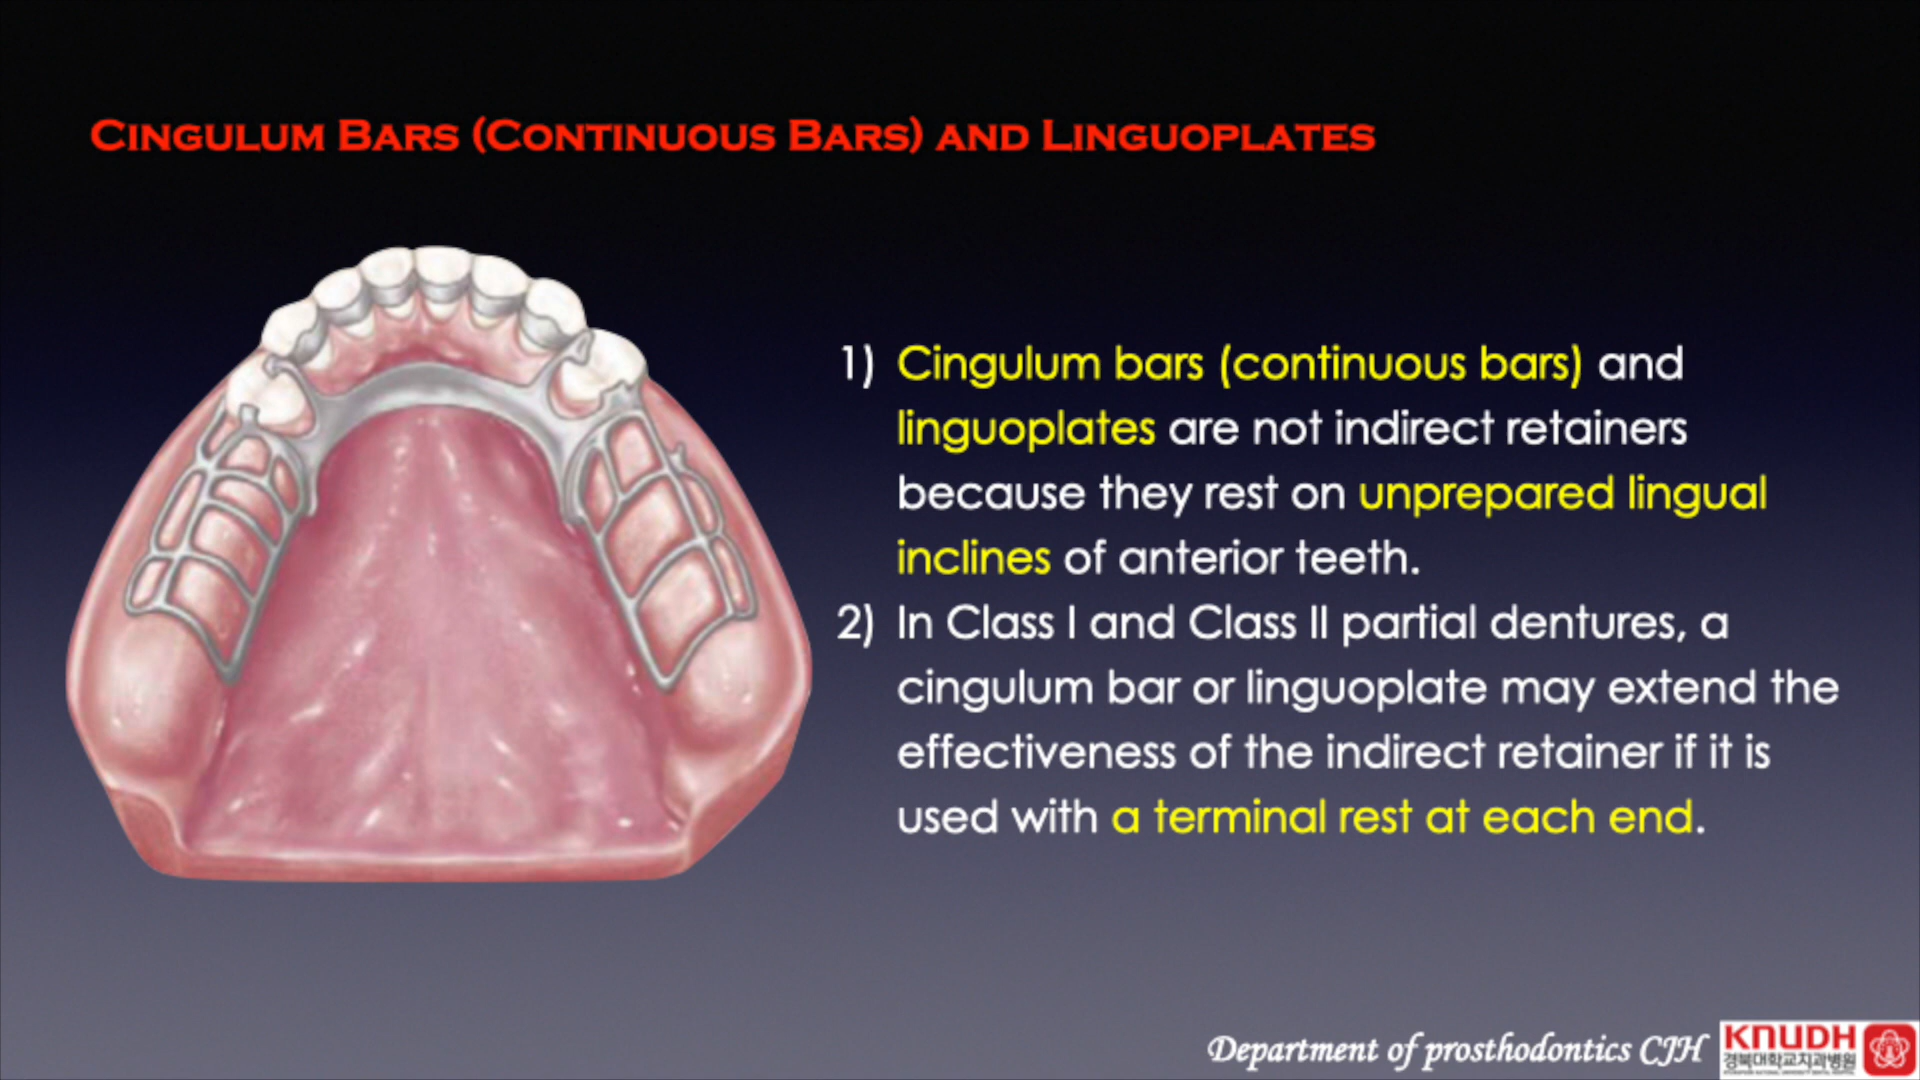 CINGULUM BARS (CONTINUOUS BARS) AND LINGUOPLATES
1) Cingulum bars (continuous bars) and
linguoplates are not indirect retainers
because they rest on unprepared lingual
inclines of anterior teeth.
2) In Class I and Class II partial dentures, a
cingulum bar or linguoplate may extend the
effectiveness of the indirect retainer if it is
used with a terminal rest at each end.
Department of prosthodontics CJH
KNUDH
경북대학교치과병원